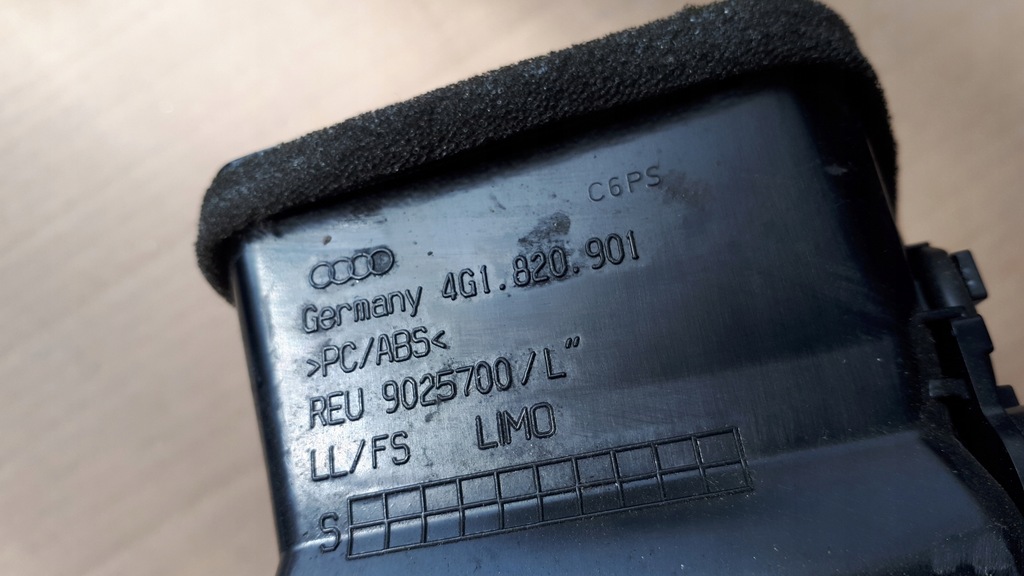 C6PS
Germany 4G1.820.901
>PC/ABS<
REU 9025700/L"
LL/FS LIMO
S